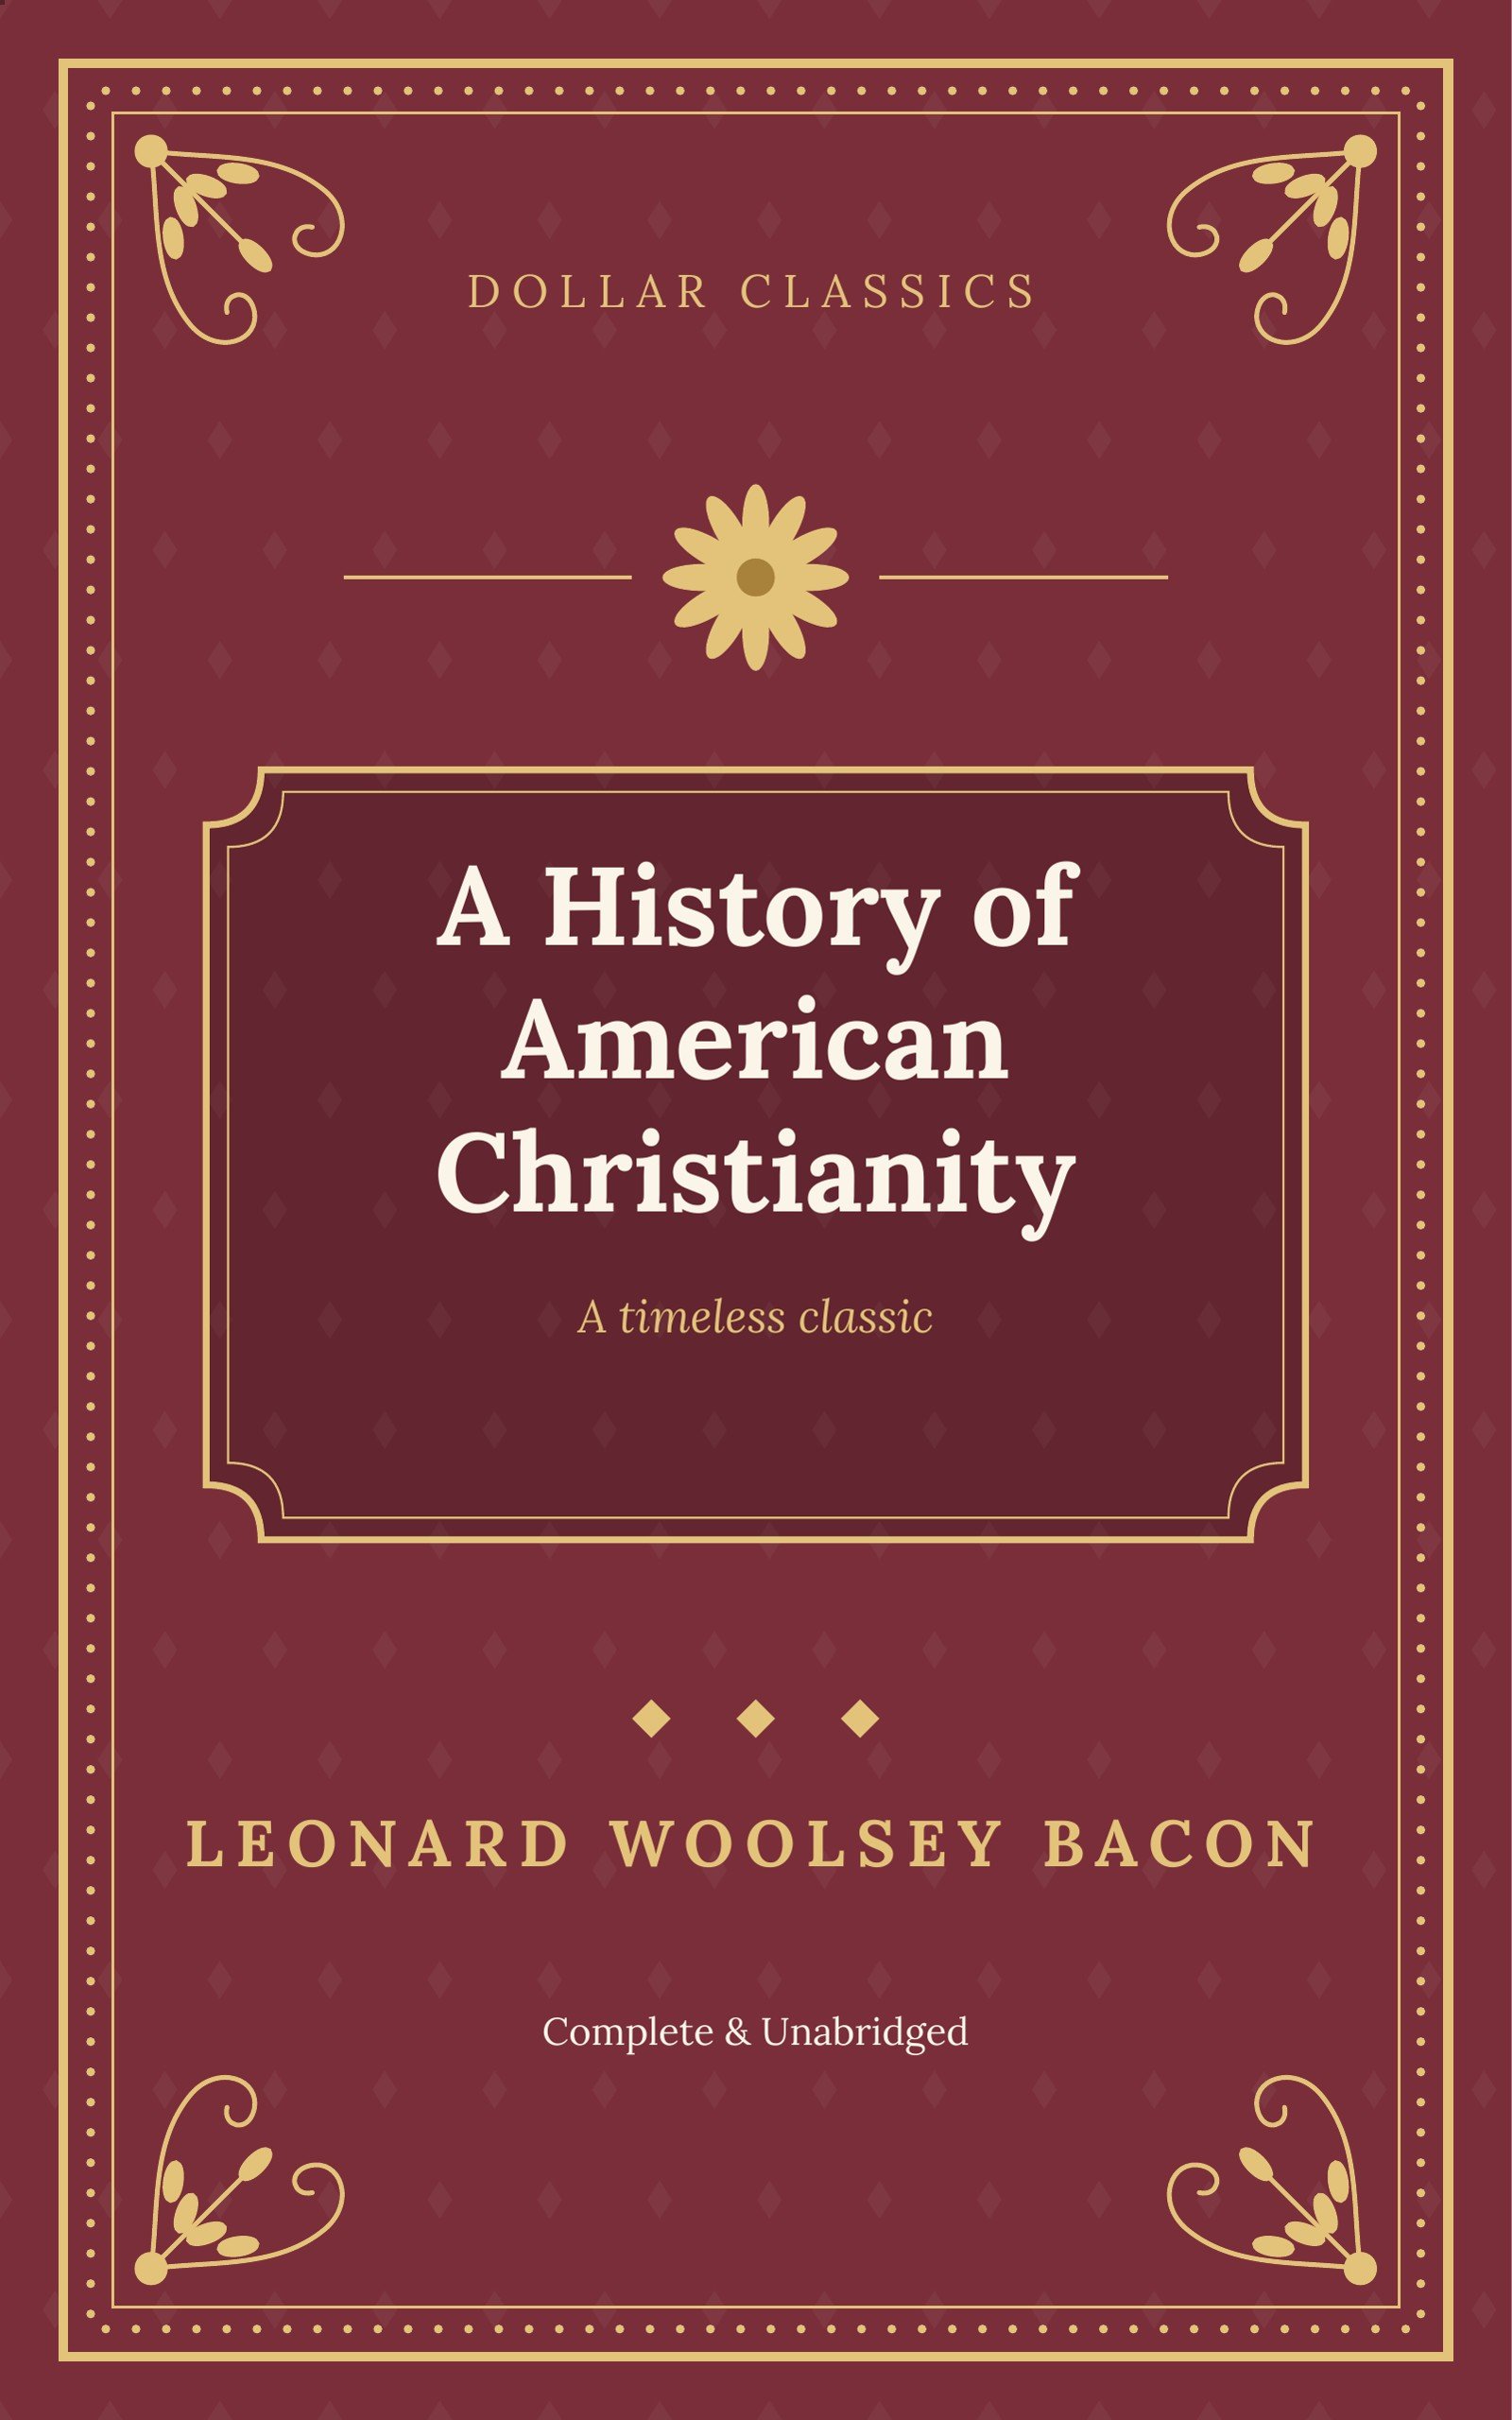 DOLLAR CLASSICS
A History of
American
Christianity
A timeless classic
LEONARD WOOLSEY BACON
Complete & Unabridged